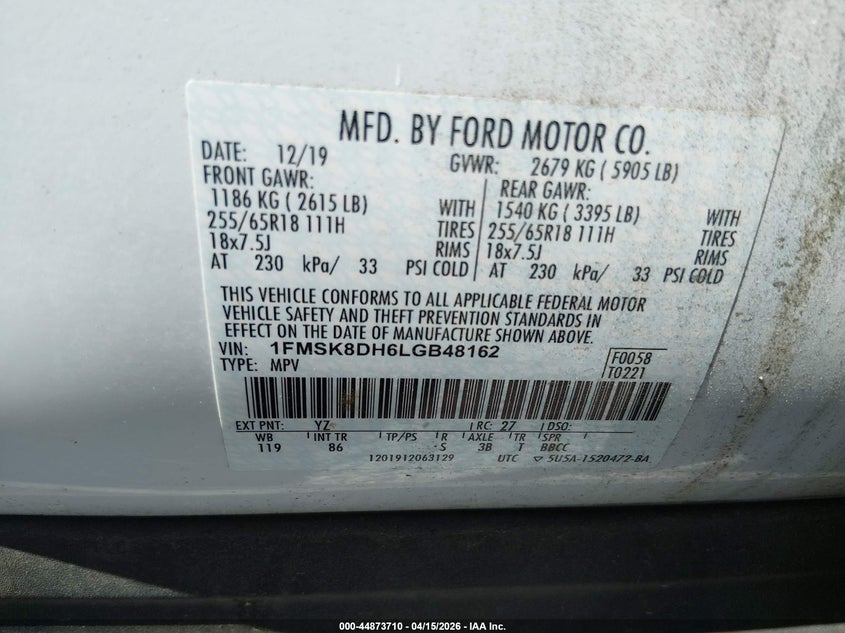 MFD. BY FORD MOTOR CO.
DATE: 12/19 GVWR: 2679 KG ( 5905 LB)
FRONT GAWR: REAR GAWR:
1186 KG ( 2615 LB) WITH 1540 KG ( 3395 LB) WITH
255/65R18 111H TIRES 255/65R18 111H TIRES
18x7.5J RIMS 18x7.5J RIMS
AT 230 kPa/ 33 PSI COLD AT 230 kPa/ 33 PSI COLD
THIS VEHICLE CONFORMS TO ALL APPLICABLE FEDERAL MOTOR
VEHICLE SAFETY AND THEFT PREVENTION STANDARDS IN
EFFECT ON THE DATE OF MANUFACTURE SHOWN ABOVE.
VIN: 1FMSK8DH6LGB48162 F0058
TYPE: MPV T0221
EXT PNT: YZ RC: 27 DSO:
WB INT TR TP/PS R AXLE TR SPR
119 86 S 3B T BBCC
1201912063129 UTC ▽ 5U5A-1520472-BA
000-44873710 - 04/15/2026 - IAA Inc.